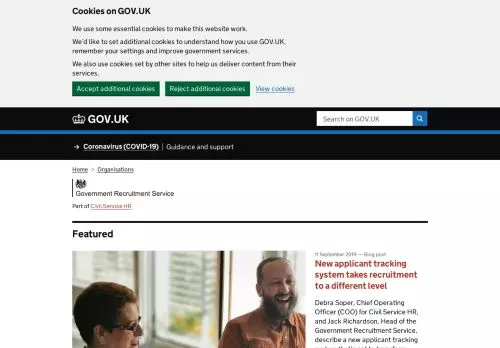 Cookies on GOV.UK
We use some essential cookies to make this website work.
We'd like to set additional cookies to understand how you use GOV.UK,
remember your settings and improve government services.
We also use cookies set by other sites to help us deliver content from their
services.
Accept additional cookies
Reject additional cookies
View cookies
GOV.UK
Search on GOV.UK
→ Coronavirus (COVID-19) | Guidance and support
Home > Organisations
Government Recruitment Service
Part of Civil Service HR
Featured
11 September 2019 — Blog post
New applicant tracking
system takes recruitment
to a different level
Debra Soper, Chief Operating
Officer (COO) for Civil Service HR,
and Jack Richardson, Head of the
Government Recruitment Service,
describe a new applicant tracking